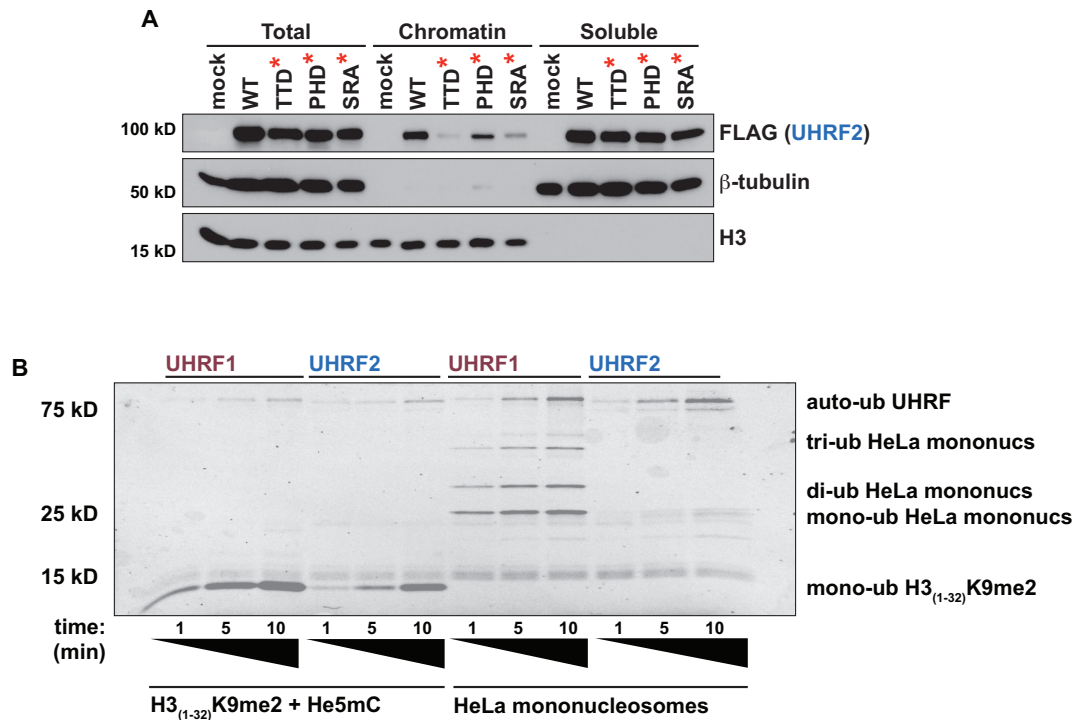 A
Total Chromatin Soluble
mock WT TTD* PHD* SRA* mock WT TTD* PHD* SRA* mock WT TTD* PHD* SRA*
100 kD FLAG (UHRF2)
50 kD β-tubulin
15 kD H3
B
UHRF1 UHRF2 UHRF1 UHRF2
75 kD auto-ub UHRF
tri-ub HeLa mononucs
di-ub HeLa mononucs
25 kD mono-ub HeLa mononucs
15 kD mono-ub H3(1-32)K9me2
time: 1 5 10 1 5 10 1 5 10 1 5 10
(min)
H3(1-32)K9me2 + He5mC HeLa mononucleosomes